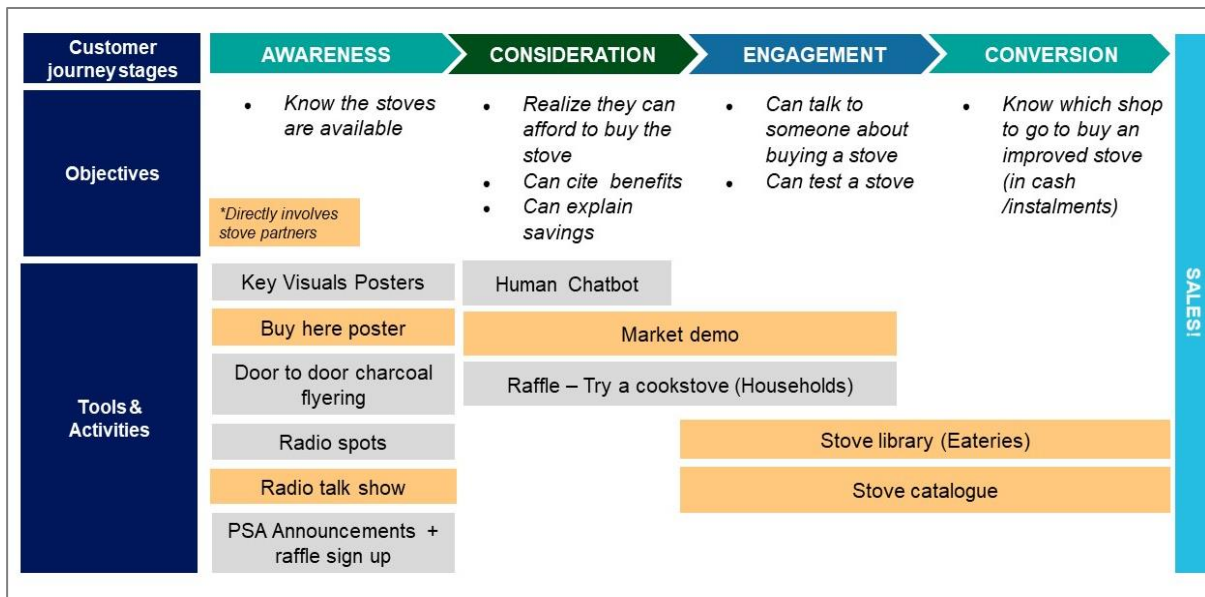 Customer
journey stages
AWARENESS
CONSIDERATION
ENGAGEMENT
CONVERSION
Objectives
• Know the stoves
are available
*Directly involves
stove partners
• Realize they can
afford to buy the
stove
• Can cite benefits
• Can explain
savings
• Can talk to
someone about
buying a stove
• Can test a stove
• Know which shop
to go to buy an
improved stove
(in cash
/instalments)
Tools &
Activities
Key Visuals Posters
Buy here poster
Door to door charcoal
flyering
Radio spots
Radio talk show
PSA Announcements +
raffle sign up
Human Chatbot
Market demo
Raffle – Try a cookstove (Households)
Stove library (Eateries)
Stove catalogue
SALES!